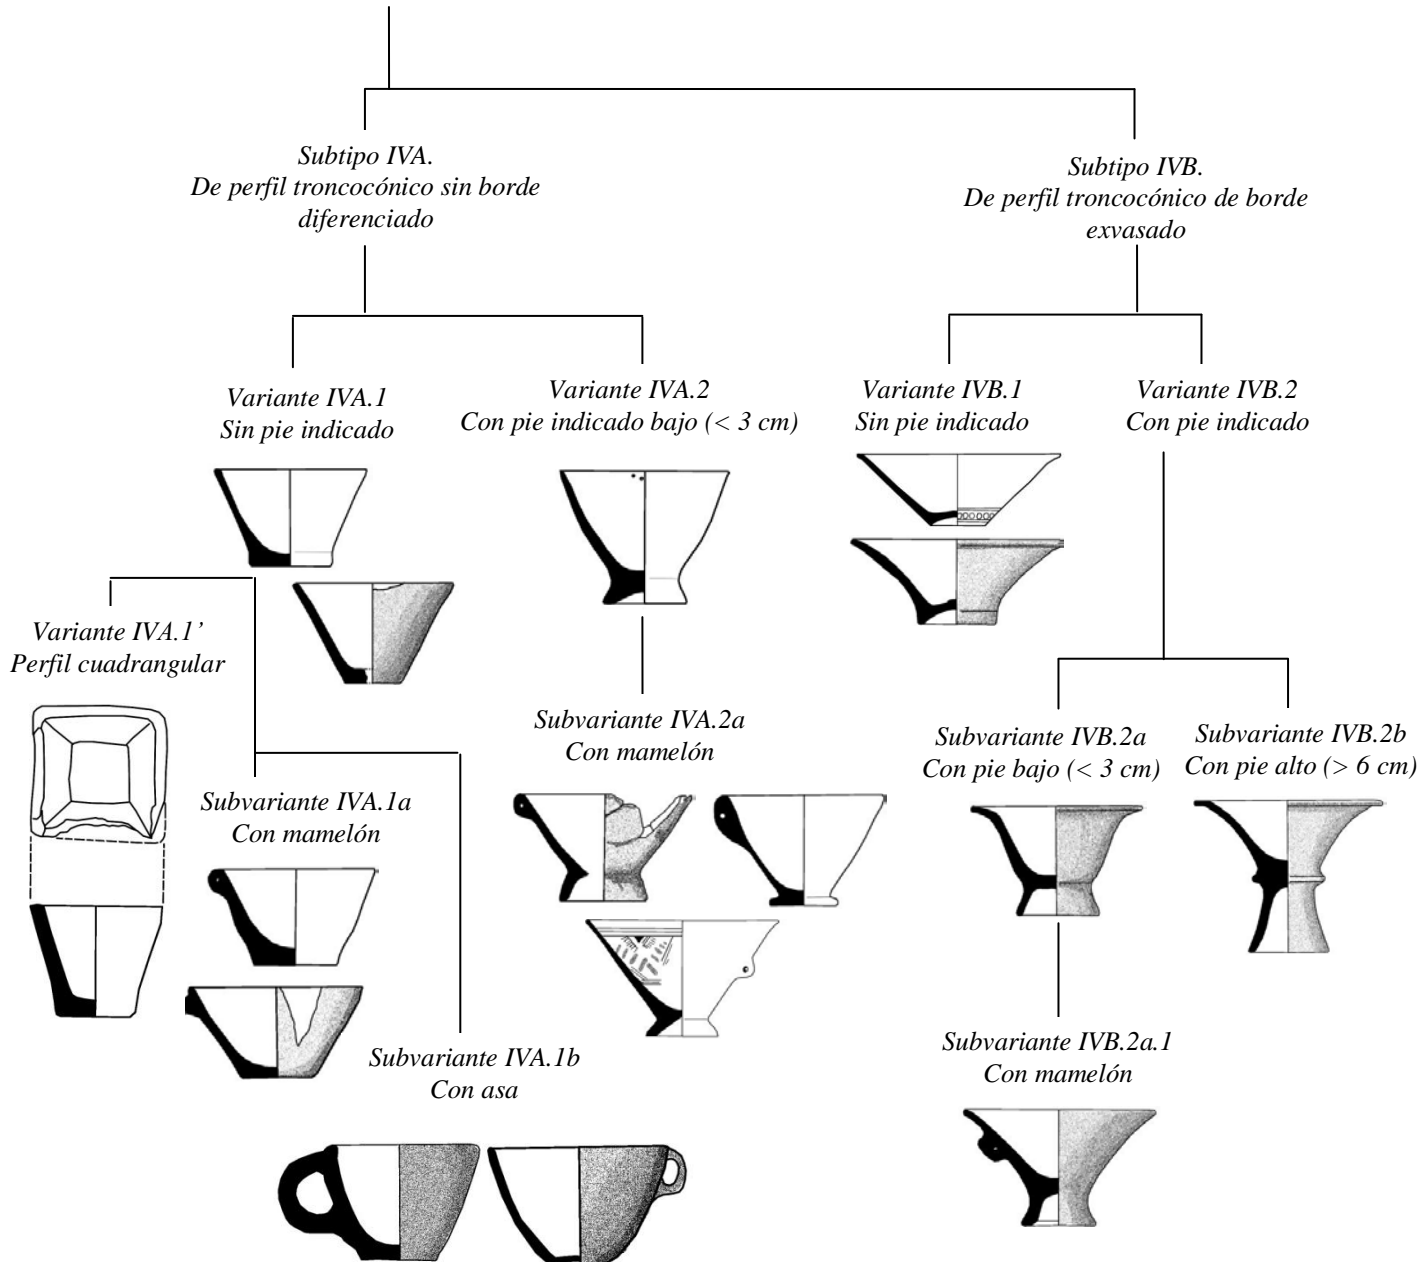 Subtipo IVA.
De perfil troncocónico sin borde
diferenciado
Subtipo IVB.
De perfil troncocónico de borde
exvasado
Variante IVA.1
Sin pie indicado
Variante IVA.2
Con pie indicado bajo (< 3 cm)
Variante IVB.1
Sin pie indicado
Variante IVB.2
Con pie indicado
Variante IVA.1’
Perfil cuadrangular
Subvariante IVA.2a
Con mamelón
Subvariante IVB.2a
Con pie bajo (< 3 cm)
Subvariante IVB.2b
Con pie alto (> 6 cm)
Subvariante IVA.1a
Con mamelón
Subvariante IVA.1b
Con asa
Subvariante IVB.2a.1
Con mamelón